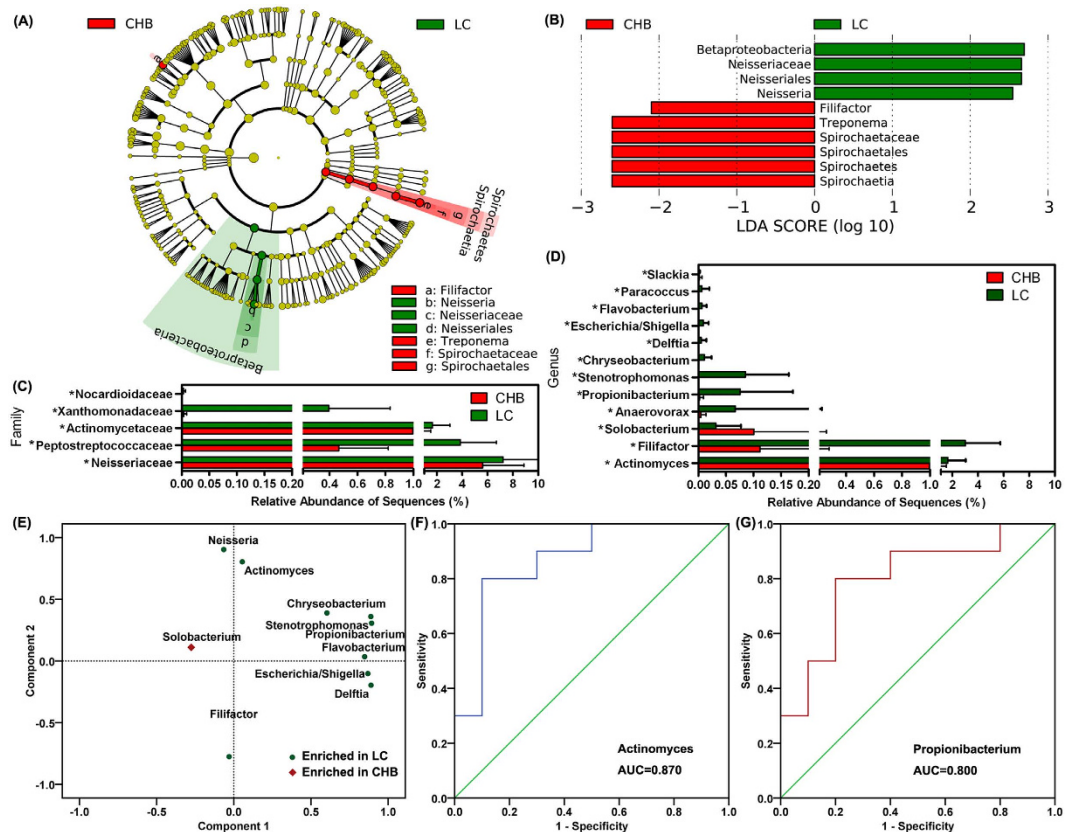 (A)
CHB
LC
a
Spirochaetes
Spirochaetia
g
f
e
b
c
d
Betaproteobacteria
a: Filifactor
b: Neisseria
c: Neisseriaceae
d: Neisseriales
e: Treponema
f: Spirochaetaceae
g: Spirochaetales
(B)
CHB
LC
Betaproteobacteria
Neisseriaceae
Neisseriales
Neisseria
Filifactor
Treponema
Spirochaetaceae
Spirochaetales
Spirochaetes
Spirochaetia
−3 −2 −1 0 1 2 3
LDA SCORE (log 10)
(C)
Family
*Nocardioidaceae
*Xanthomonadaceae
*Actinomycetaceae
*Peptostreptococcaceae
*Neisseriaceae
CHB
LC
0.00 0.05 0.10 0.15 0.20 0.2 0.4 0.6 0.8 1.0 2 4 6 8 10
Relative Abundance of Sequences (%)
(D)
Genus
*Slackia
*Paracoccus
*Flavobacterium
*Escherichia/Shigella
*Delftia
*Chryseobacterium
*Stenotrophomonas
*Propionibacterium
* Anaerovorax
*Solobacterium
* Filifactor
* Actinomyces
CHB
LC
0.00 0.05 0.10 0.15 0.20 0.2 0.4 0.6 0.8 1.0 2 4 6 8 10
Relative Abundance of Sequences (%)
(E)
Component 2
1.0
0.5
0.0
-0.5
-1.0
Neisseria
Actinomyces
Chryseobacterium
Stenotrophomonas
Propionibacterium
Solobacterium
Flavobacterium
Escherichia/Shigella
Delftia
Filifactor
Enriched in LC
Enriched in CHB
-1.0 -0.5 0.0 0.5 1.0
Component 1
(F)
Sensitivity
1.0
0.8
0.6
0.4
0.2
0.0
Actinomyces
AUC=0.870
0.0 0.2 0.4 0.6 0.8 1.0
1 - Specificity
(G)
Sensitivity
1.0
0.8
0.6
0.4
0.2
0.0
Propionibacterium
AUC=0.800
0.0 0.2 0.4 0.6 0.8 1.0
1 - Specificity